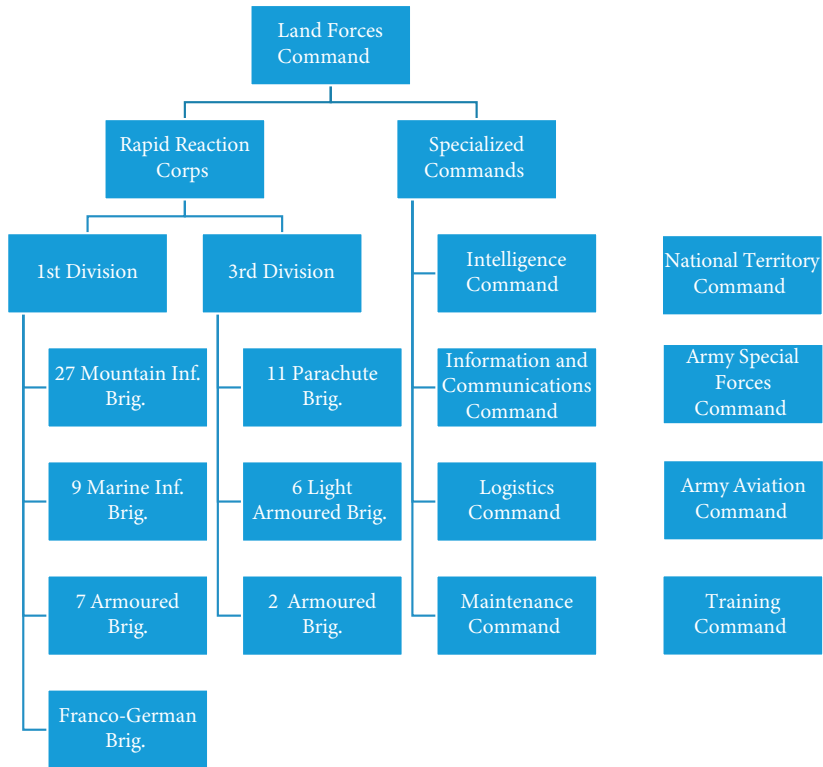 Land Forces
Command
Rapid Reaction
Corps
Specialized
Commands
1st Division
3rd Division
Intelligence
Command
National Territory
Command
27 Mountain Inf.
Brig.
11 Parachute
Brig.
Information and
Communications
Command
Army Special
Forces
Command
9 Marine Inf.
Brig.
6 Light
Armoured Brig.
Logistics
Command
Army Aviation
Command
7 Armoured
Brig.
2 Armoured
Brig.
Maintenance
Command
Training
Command
Franco-German
Brig.